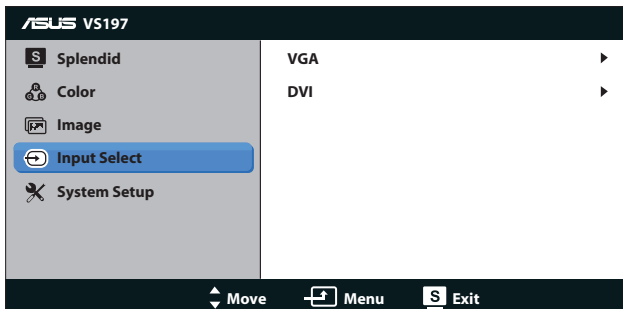 ASUS VS197
S Splendid
Color
Image
Input Select
System Setup
VGA
DVI
Move Menu S Exit